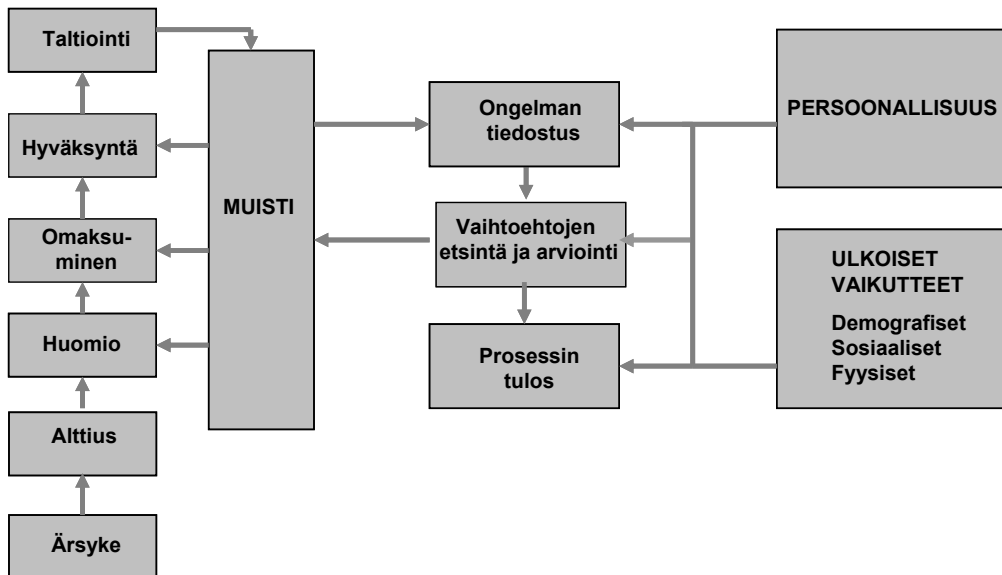 Taltiointi
Hyväksyntä
Omaksu-
minen
Huomio
Alttius
Ärsyke
MUISTI
Ongelman
tiedostus
Vaihtoehtojen
etsintä ja arviointi
Prosessin
tulos
PERSOONALLISUUS
ULKOISET
VAIKUTTEET
Demografiset
Sosiaaliset
Fyysiset